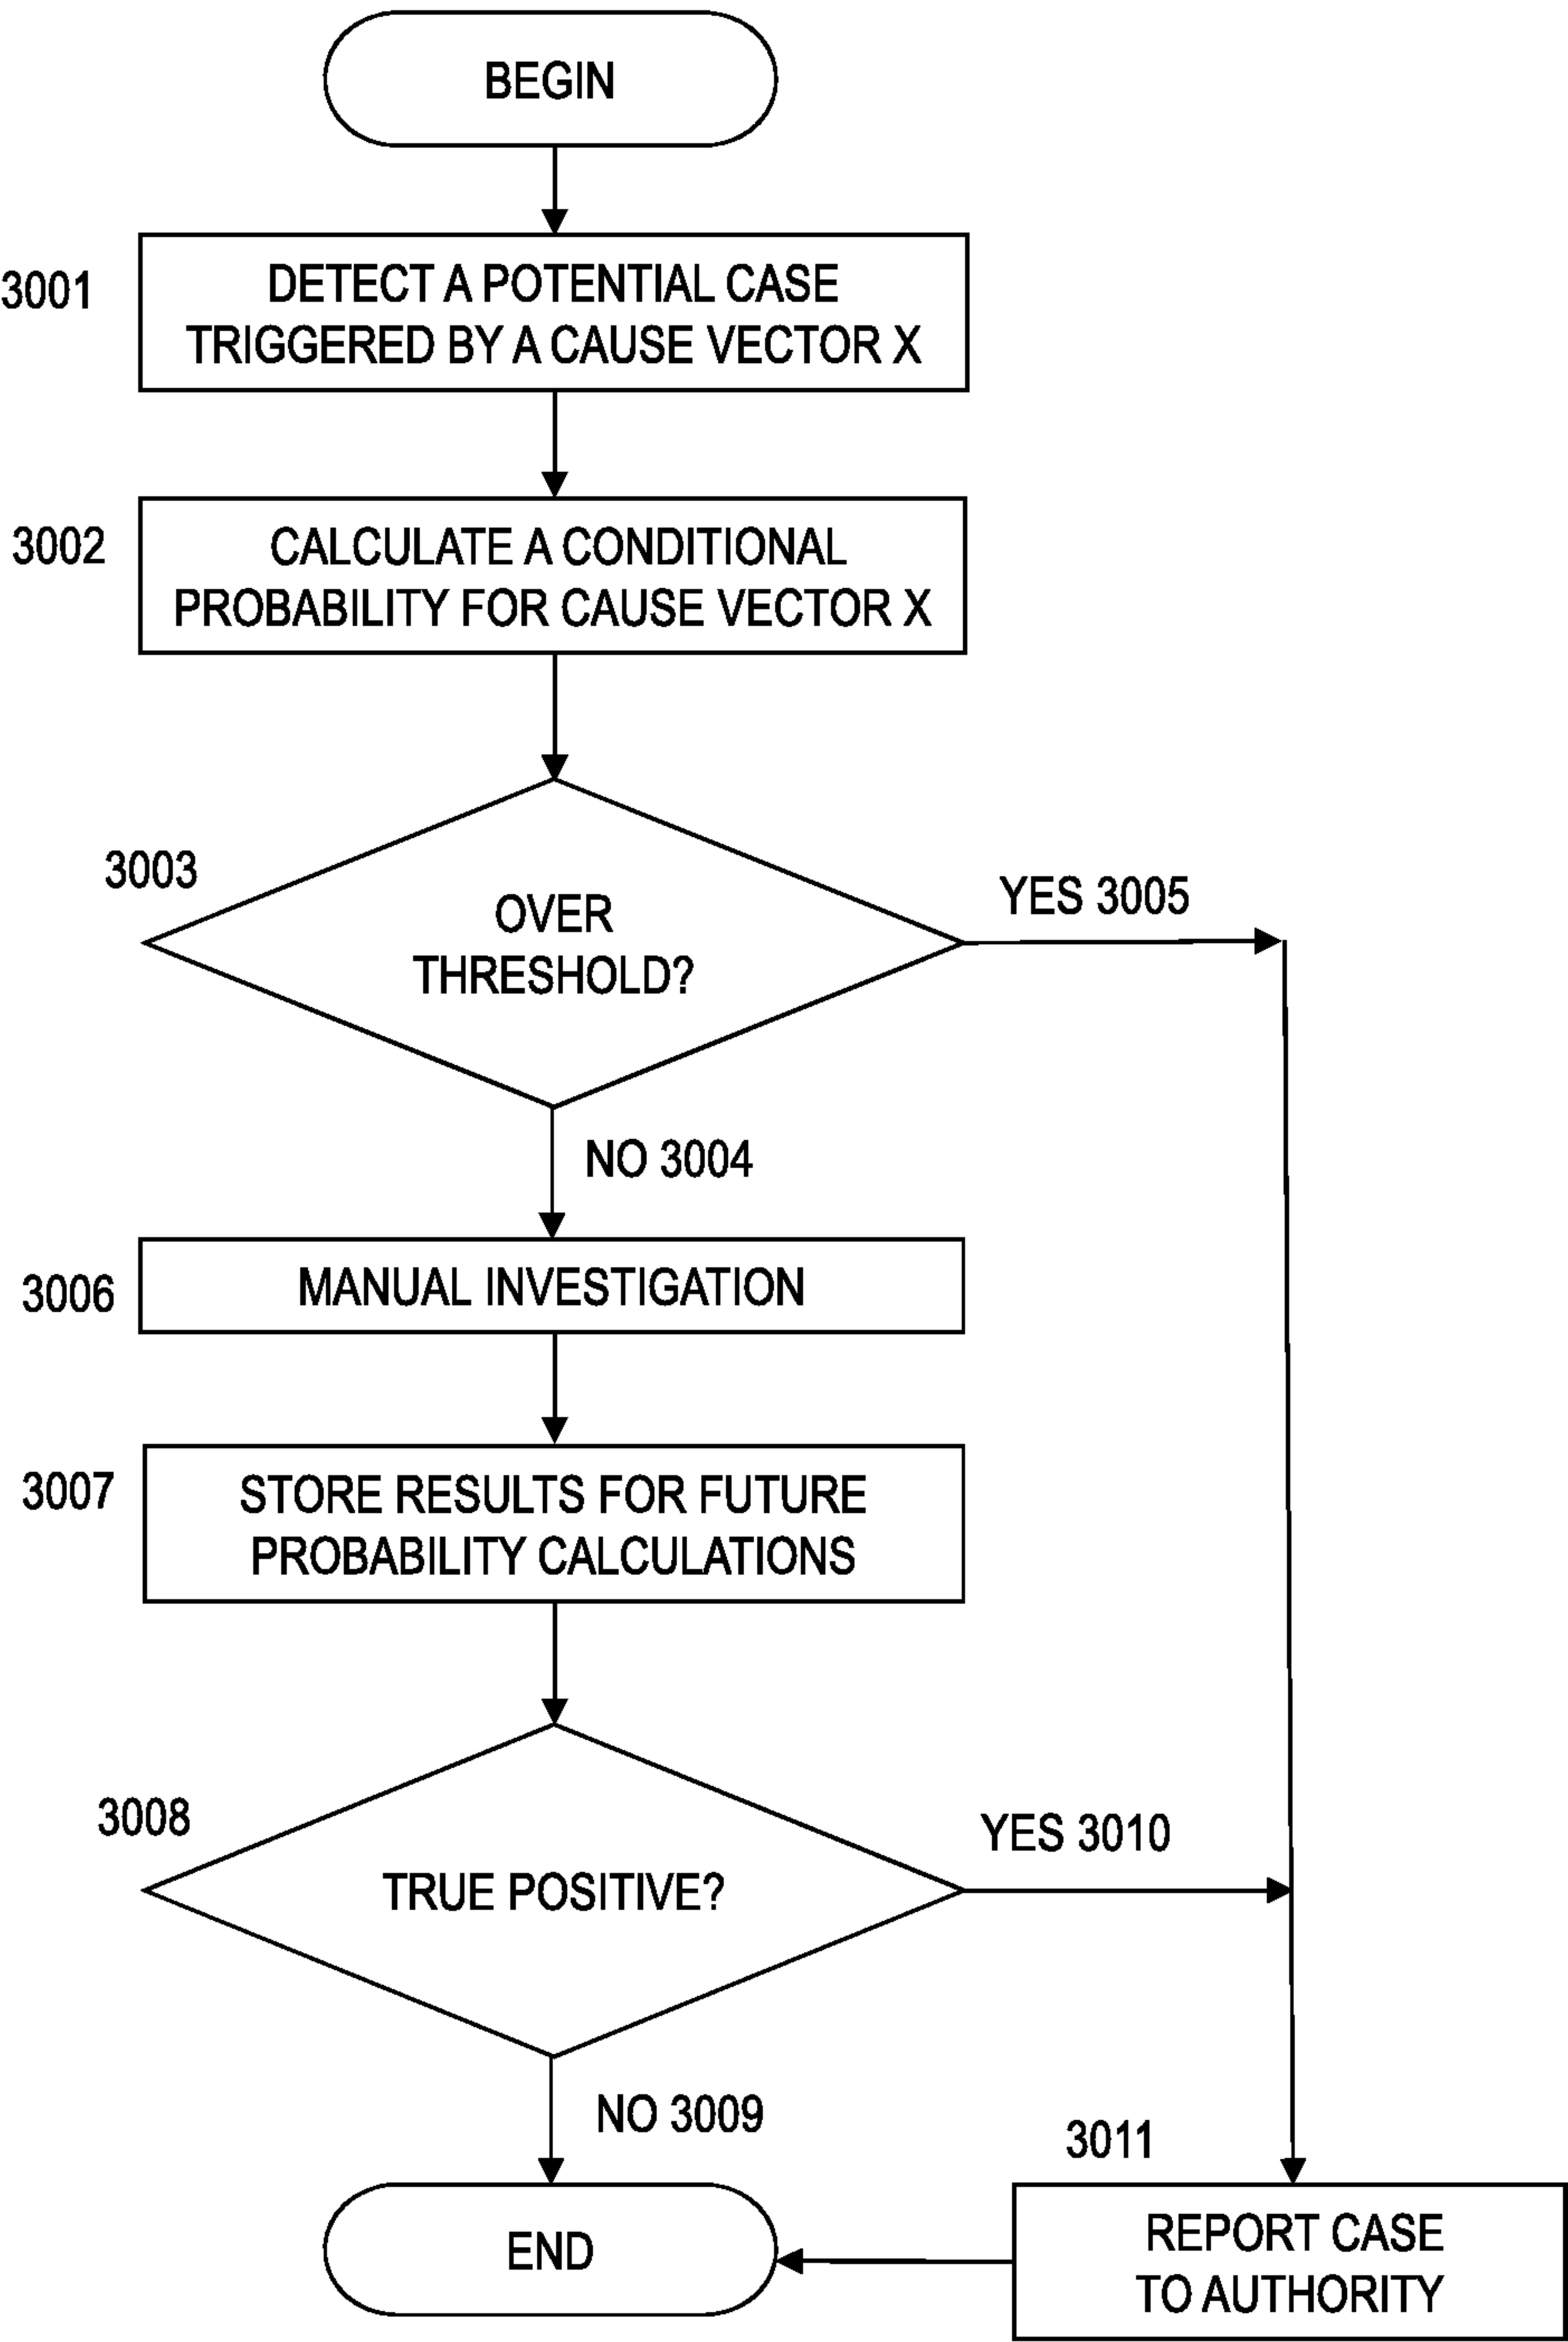 BEGIN
3001
DETECT A POTENTIAL CASE
TRIGGERED BY A CAUSE VECTOR X
3002
CALCULATE A CONDITIONAL
PROBABILITY FOR CAUSE VECTOR X
3003
OVER
THRESHOLD?
YES 3005
NO 3004
3006
MANUAL INVESTIGATION
3007
STORE RESULTS FOR FUTURE
PROBABILITY CALCULATIONS
3008
TRUE POSITIVE?
YES 3010
NO 3009
END
3011
REPORT CASE
TO AUTHORITY